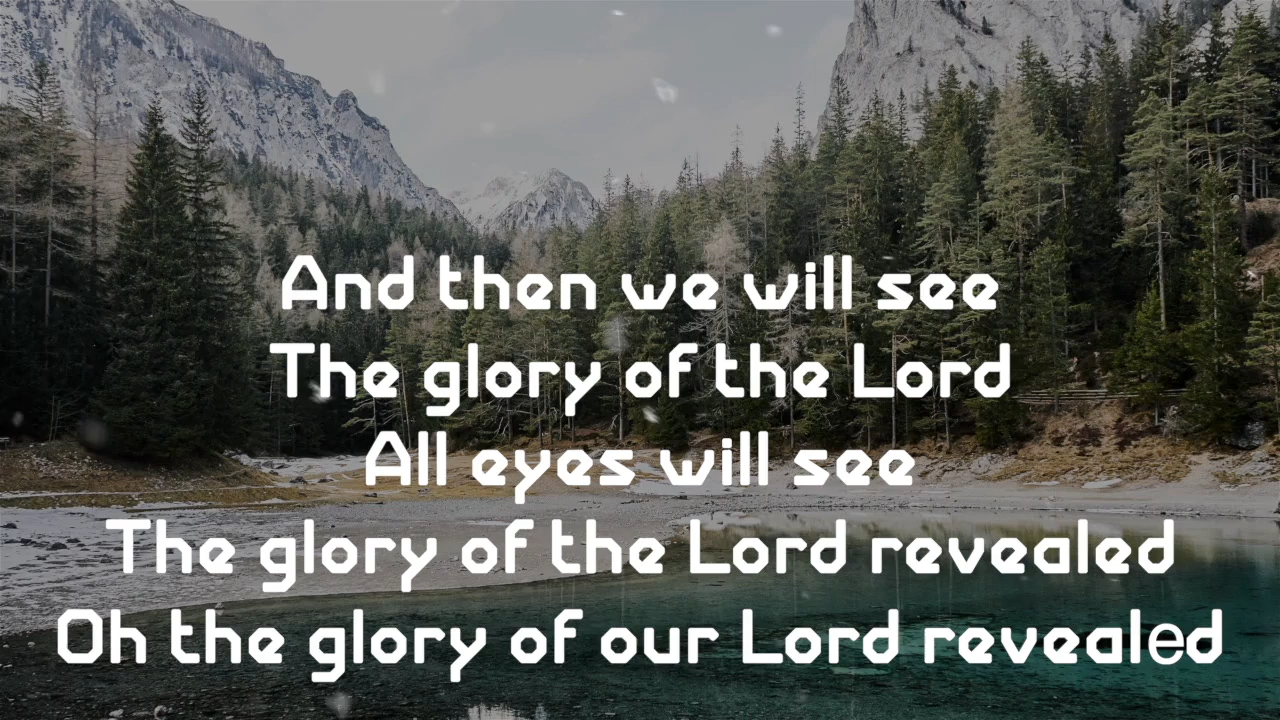 And then we will see
The glory of the Lord
All eyes will see
The glory of the Lord revealed
Oh the glory of our Lord revealed